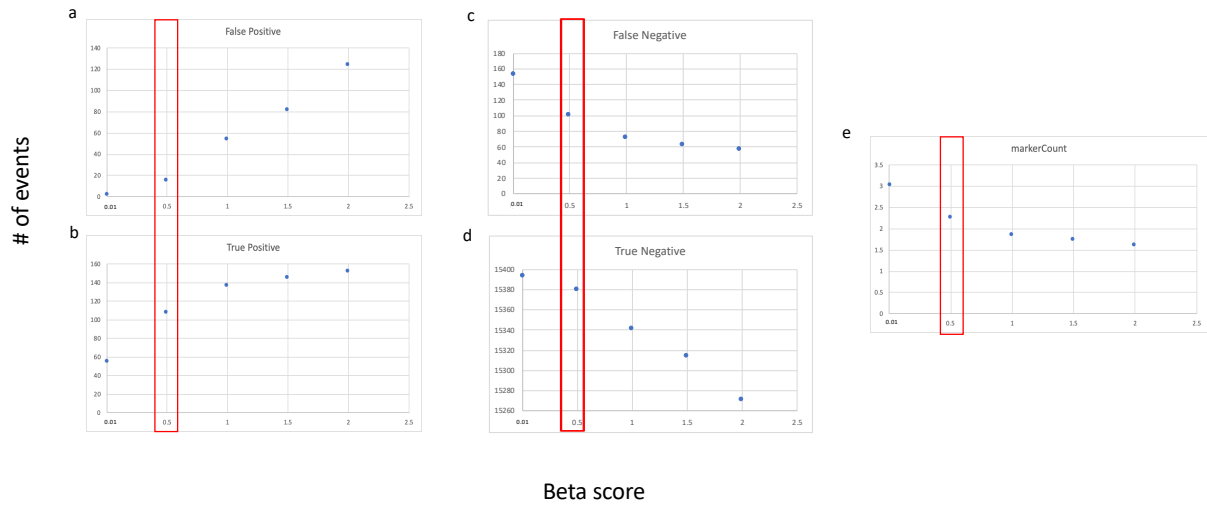 # of events
a
False Positive
140
120
100
80
60
40
20
0
0.01 0.5 1 1.5 2 2.5
b
True Positive
160
140
120
100
80
60
40
20
0
0.01 0.5 1 1.5 2 2.5
c
False Negative
180
160
140
120
100
80
60
40
20
0
0.01 0.5 1 1.5 2 2.5
d
True Negative
15400
15380
15360
15340
15320
15300
15280
15260
0.01 0.5 1 1.5 2 2.5
e
markerCount
3.5
3
2.5
2
1.5
1
0.5
0
0.01 0.5 1 1.5 2 2.5
Beta score